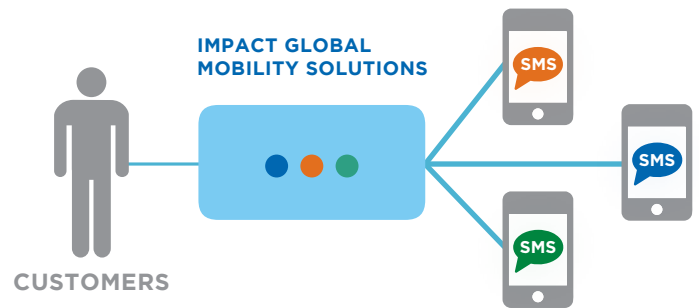 IMPACT GLOBAL
MOBILITY SOLUTIONS
SMS
SMS
SMS
CUSTOMERS